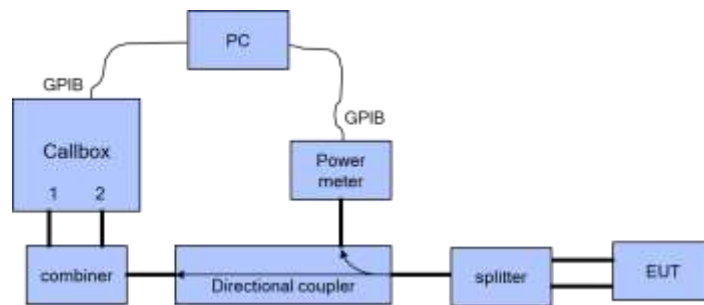 PC
GPIB
GPIB
Callbox
1 2
Power
meter
combiner
Directional coupler
splitter
EUT